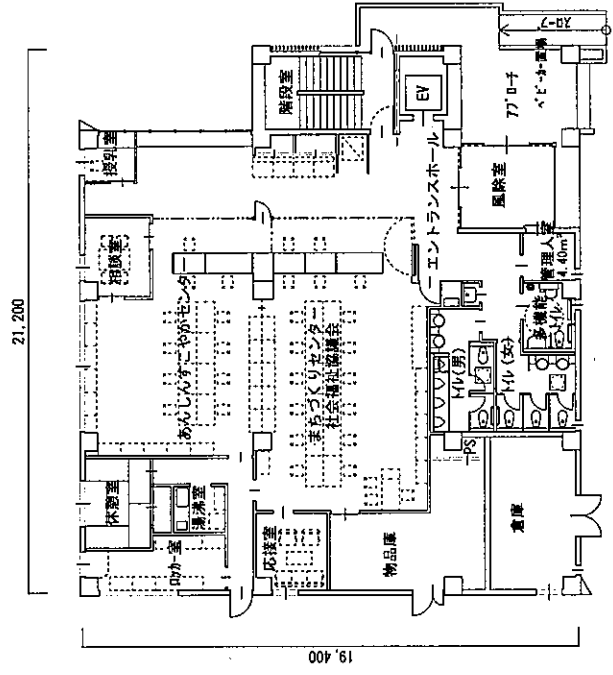 21,200
19,400
スロープ
アプローチ
ベビーカー置場
階段室
EV
授乳室
風除室
エントランスホール
相談室
管理人室
4.40m²
多機能
トイレ
あんしんすこやかセンター
まちづくりセンター
社会福祉協議会
トイレ(男)
トイレ(女)
PS
休憩室
湯沸室
ロッカー室
応接室
物品庫
倉庫